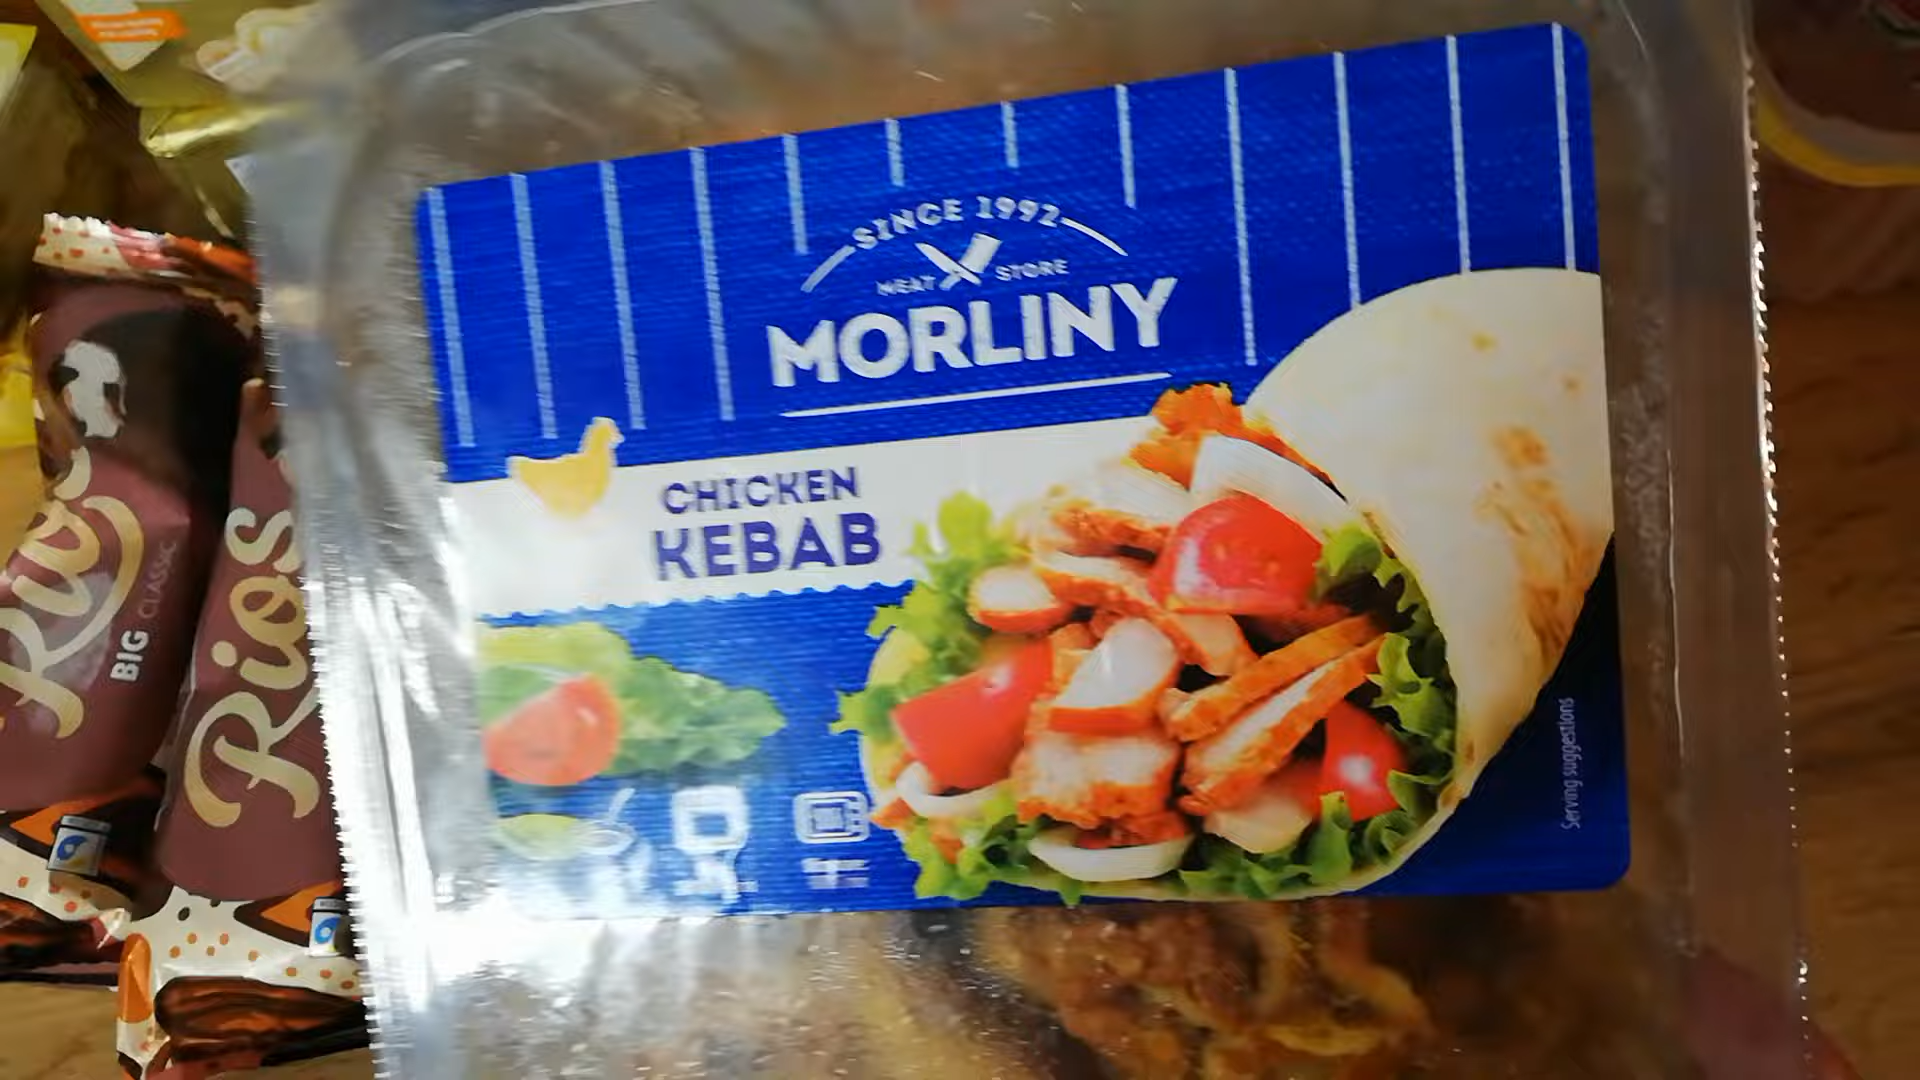 SINCE 1992
MEAT STORE
MORLINY
CHICKEN
KEBAB
Serving suggestions
Rios
BIG CLASSIC
Rios